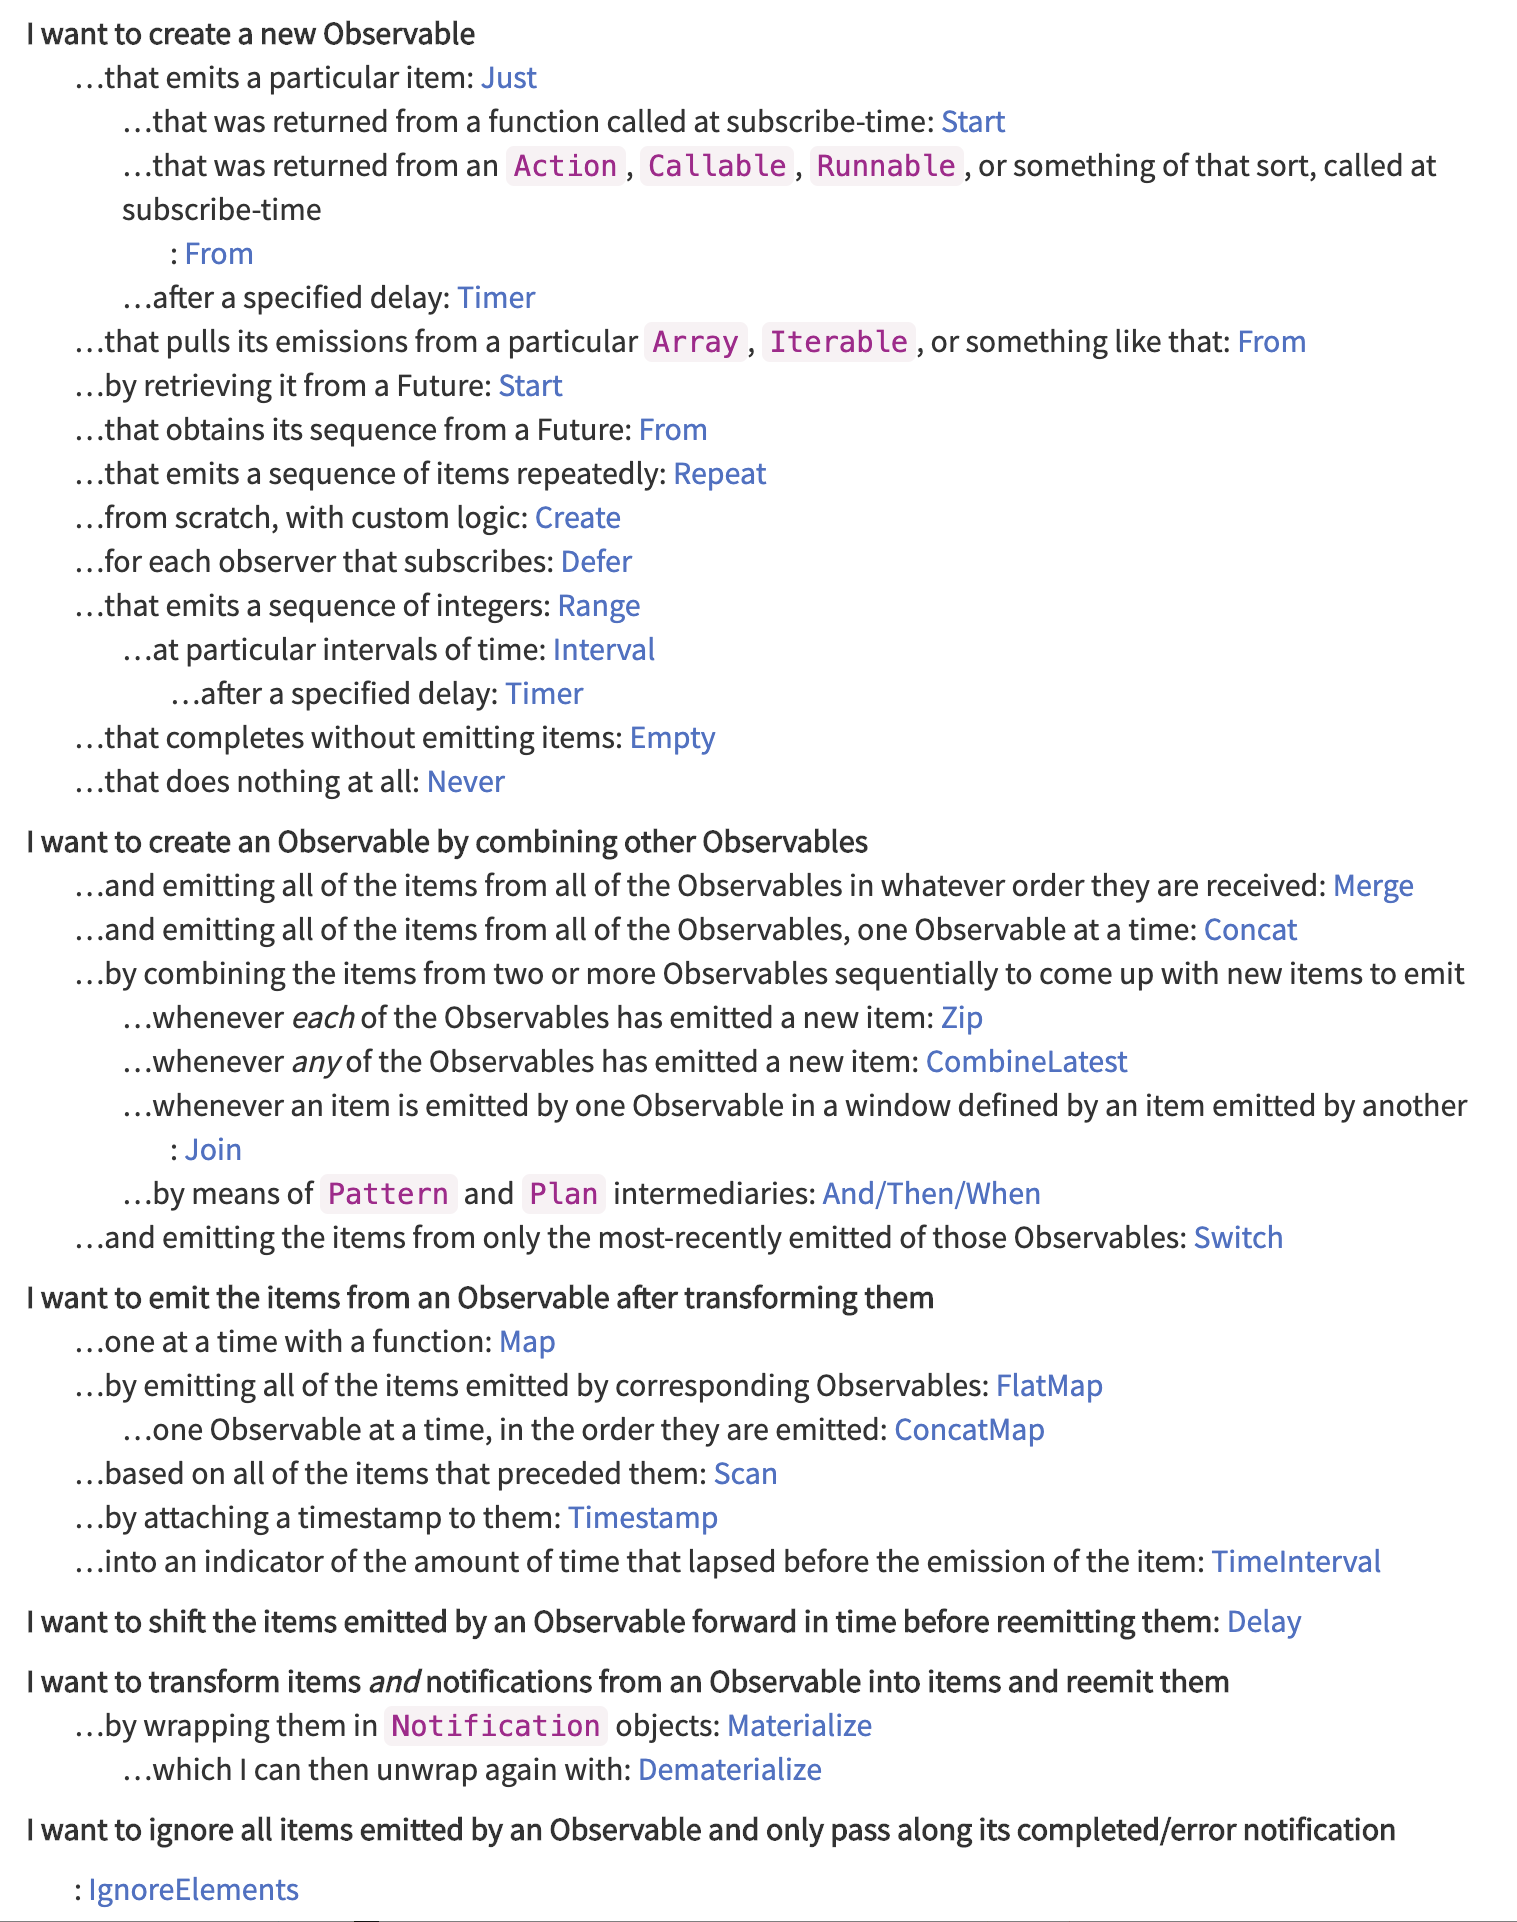 I want to create a new Observable
…that emits a particular item: Just
…that was returned from a function called at subscribe-time: Start
…that was returned from an Action, Callable, Runnable, or something of that sort, called at
subscribe-time
: From
…after a specified delay: Timer
…that pulls its emissions from a particular Array, Iterable, or something like that: From
…by retrieving it from a Future: Start
…that obtains its sequence from a Future: From
…that emits a sequence of items repeatedly: Repeat
…from scratch, with custom logic: Create
…for each observer that subscribes: Defer
…that emits a sequence of integers: Range
…at particular intervals of time: Interval
…after a specified delay: Timer
…that completes without emitting items: Empty
…that does nothing at all: Never
I want to create an Observable by combining other Observables
…and emitting all of the items from all of the Observables in whatever order they are received: Merge
…and emitting all of the items from all of the Observables, one Observable at a time: Concat
…by combining the items from two or more Observables sequentially to come up with new items to emit
…whenever each of the Observables has emitted a new item: Zip
…whenever any of the Observables has emitted a new item: CombineLatest
…whenever an item is emitted by one Observable in a window defined by an item emitted by another
: Join
…by means of Pattern and Plan intermediaries: And/Then/When
…and emitting the items from only the most-recently emitted of those Observables: Switch
I want to emit the items from an Observable after transforming them
…one at a time with a function: Map
…by emitting all of the items emitted by corresponding Observables: FlatMap
…one Observable at a time, in the order they are emitted: ConcatMap
…based on all of the items that preceded them: Scan
…by attaching a timestamp to them: Timestamp
…into an indicator of the amount of time that lapsed before the emission of the item: TimeInterval
I want to shift the items emitted by an Observable forward in time before reemitting them: Delay
I want to transform items and notifications from an Observable into items and reemit them
…by wrapping them in Notification objects: Materialize
…which I can then unwrap again with: Dematerialize
I want to ignore all items emitted by an Observable and only pass along its completed/error notification
: IgnoreElements